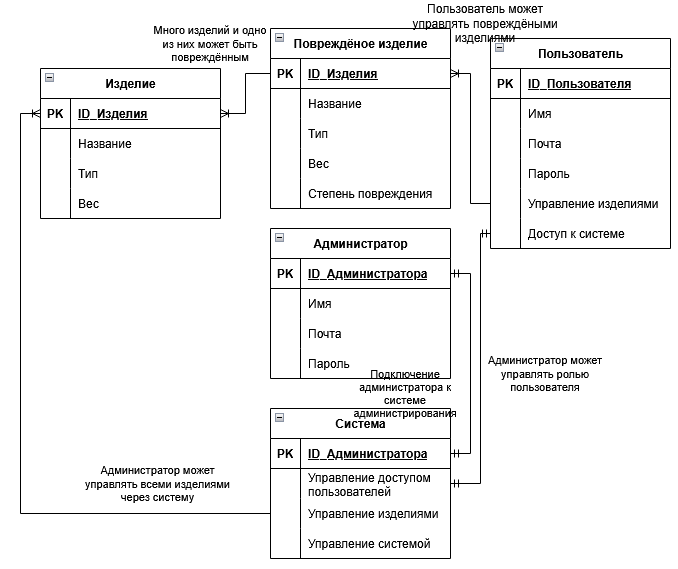 Пользователь может
управлять повреждёными
изделиями
Много изделий и одно
из них может быть
повреждённым
Изделие
PK ID_Изделия
Название
Тип
Вес
Повреждёное изделие
PK ID_Изделия
Название
Тип
Вес
Степень повреждения
Пользователь
PK ID_Пользователя
Имя
Почта
Пароль
Управление изделиями
Доступ к системе
Администратор
PK ID_Администратора
Имя
Почта
Пароль
Подключение
администратора к
системе
администрирования
Администратор может
управлять ролью
пользователя
Система
PK ID_Администратора
Управление доступом
пользователей
Управление изделиями
Управление системой
Администратор может
управлять всеми изделиями
через систему